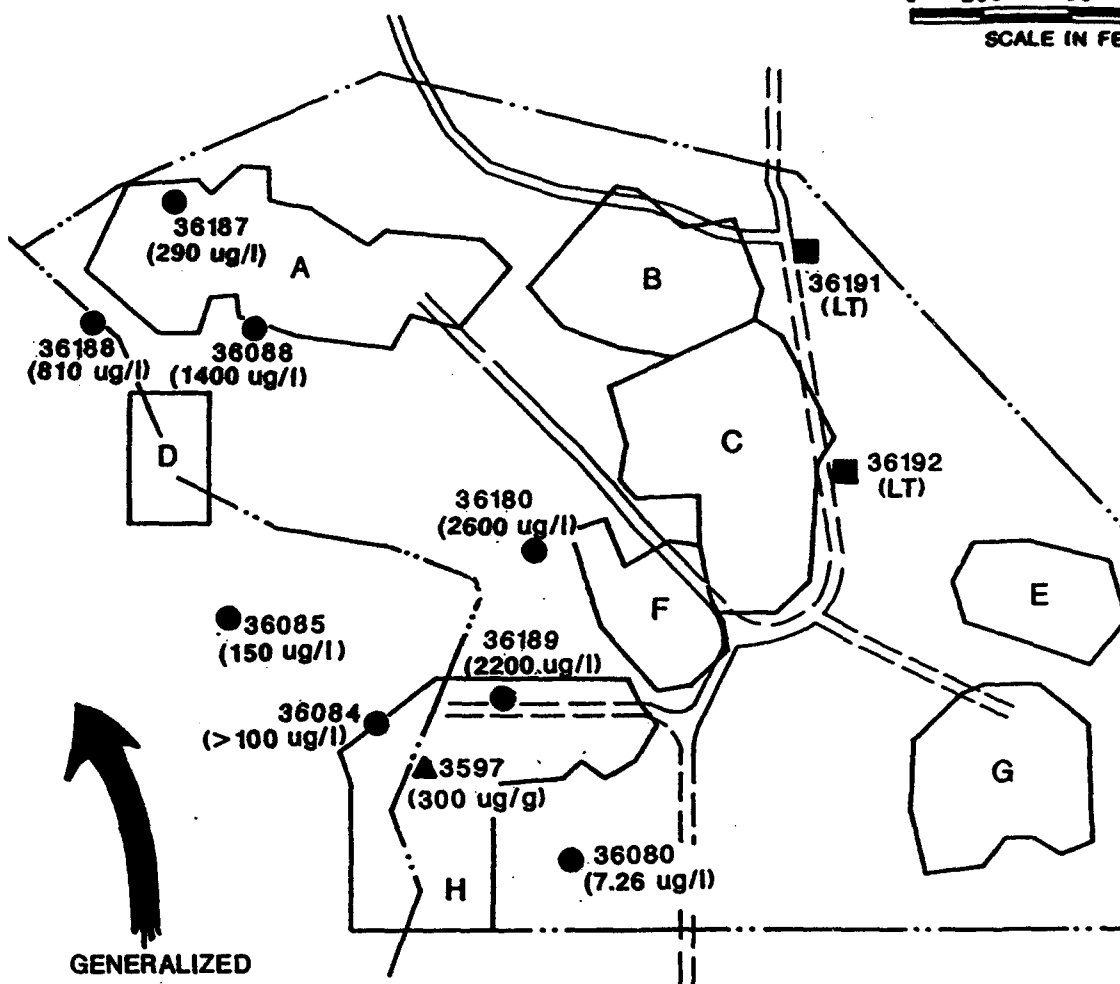 SCALE IN FE
36187
(290 ug/l)
A
B
36191
(LT)
36188
(810 ug/l)
36088
(1400 ug/l)
D
C
36192
(LT)
36180
(2600 ug/l)
E
F
36085
(150 ug/l)
36189
(2200 ug/l)
36084
(>100 ug/l)
3597
(300 ug/g)
G
36080
(7.26 ug/l)
H
GENERALIZED